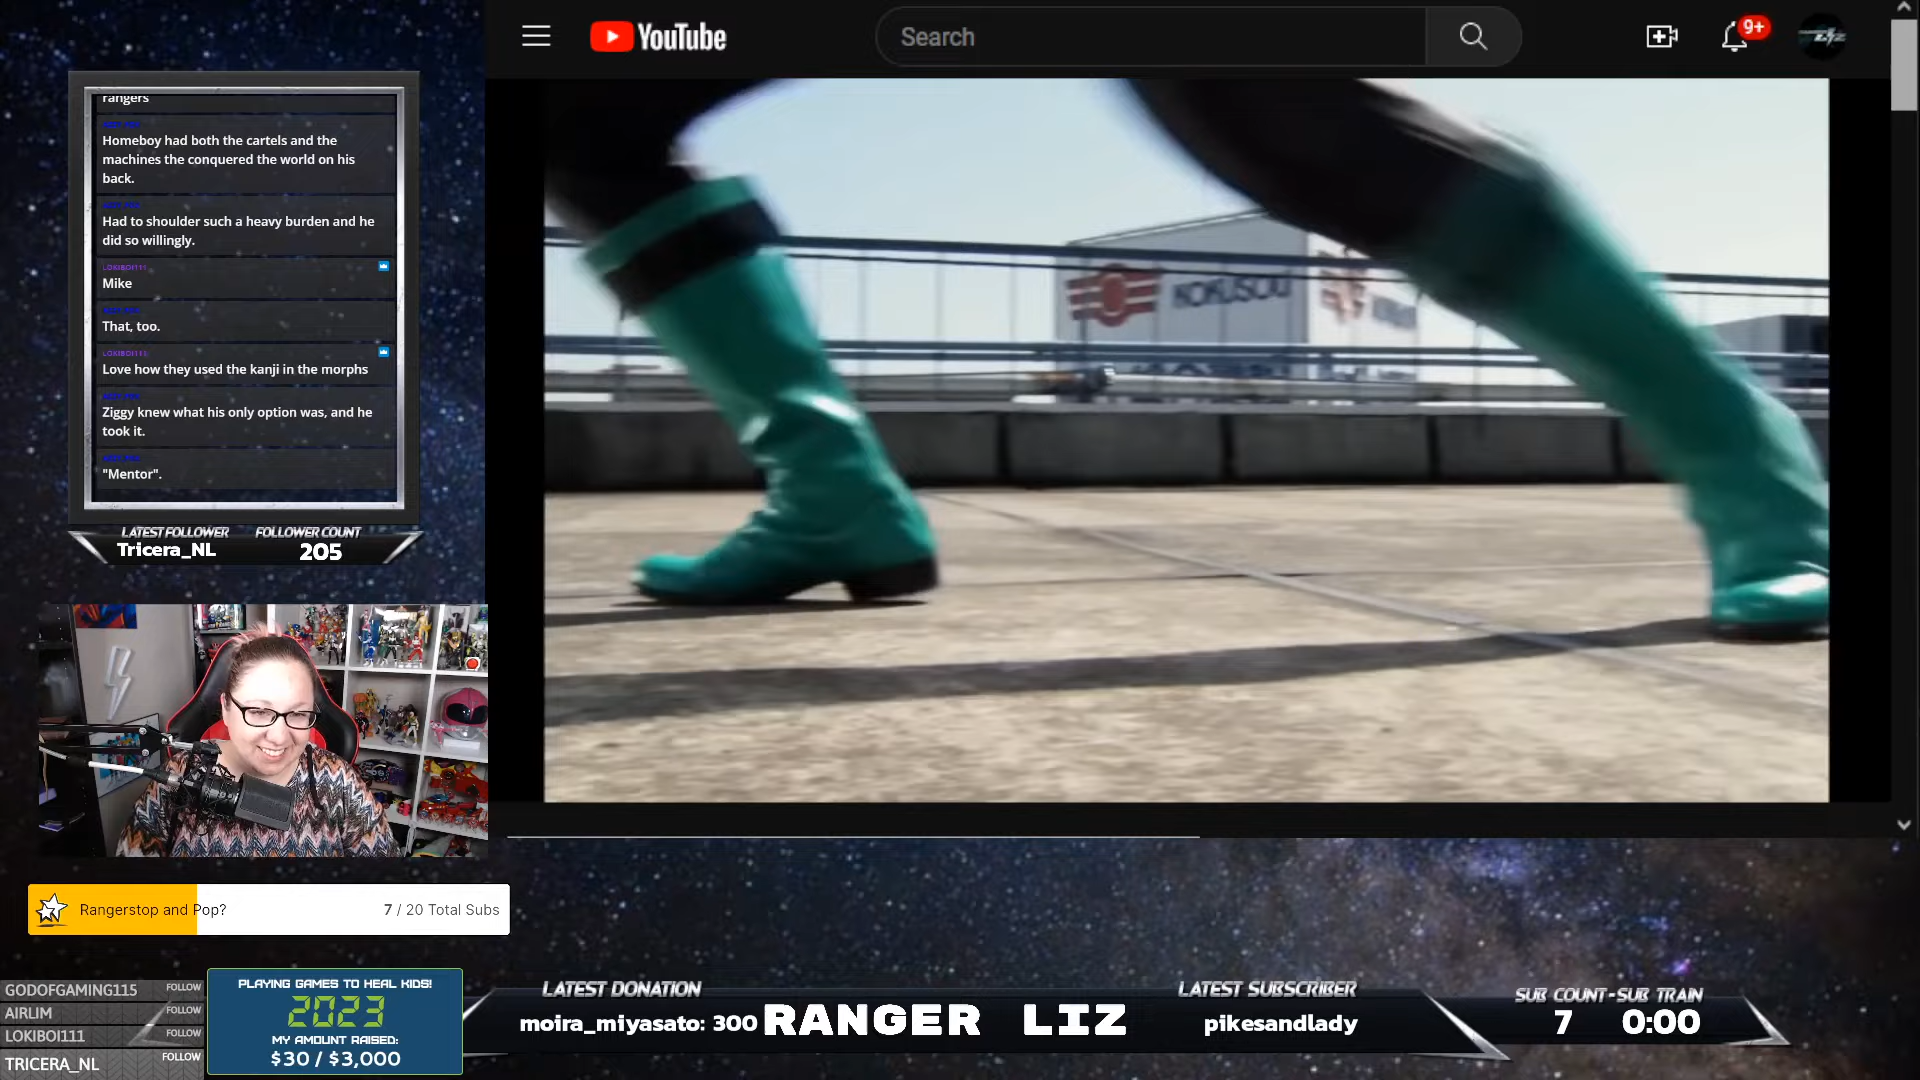 YouTube
Search
9+
rangers
Homeboy had both the cartels and the
machines the conquered the world on his
back.
Had to shoulder such a heavy burden and he
did so willingly.
LOKIBOI111
Mike
That, too.
LOKIBOI111
Love how they used the kanji in the morphs
Ziggy knew what his only option was, and he
took it.
"Mentor".
LATEST FOLLOWER
Tricera_NL
FOLLOWER COUNT
205
KOKUSAI
Rangerstop and Pop?
7 / 20 Total Subs
GODOFGAMING115 FOLLOW
AIRLIM FOLLOW
LOKIBOI111 FOLLOW
TRICERA_NL FOLLOW
PLAYING GAMES TO HEAL KIDS!
2023
MY AMOUNT RAISED:
$30 / $3,000
LATEST DONATION
moira_miyasato: 300
RANGER LIZ
LATEST SUBSCRIBER
pikesandlady
SUB COUNT-SUB TRAIN
7 0:00